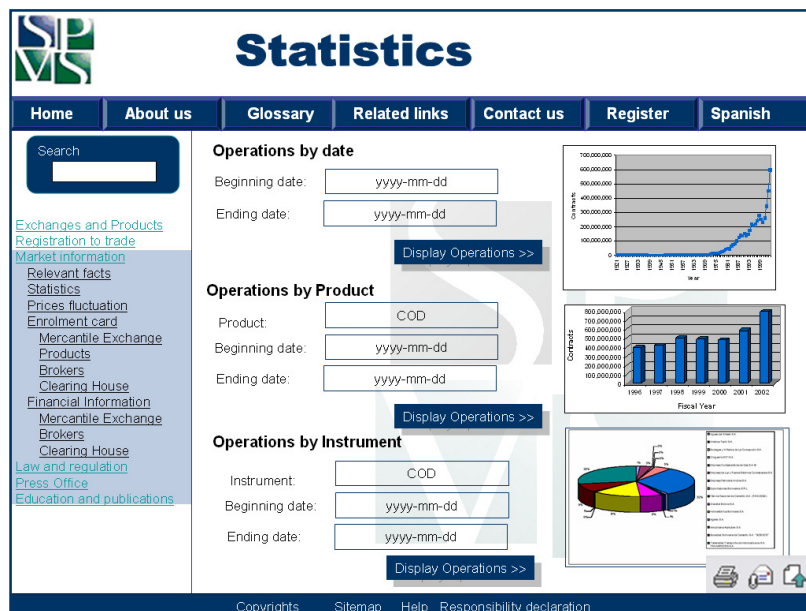 SPVS
Statistics
Home About us Glossary Related links Contact us Register Spanish
Search
Exchanges and Products
Registration to trade
Market information
Relevant facts
Statistics
Prices fluctuation
Enrolment card
Mercantile Exchange
Products
Brokers
Clearing House
Financial Information
Mercantile Exchange
Brokers
Clearing House
Law and regulation
Press Office
Education and publications
Operations by date
Beginning date: yyyy-mm-dd
Ending date: yyyy-mm-dd
Display Operations >>
Operations by Product
Product: COD
Beginning date: yyyy-mm-dd
Ending date: yyyy-mm-dd
Display Operations >>
Operations by Instrument
Instrument: COD
Beginning date: yyyy-mm-dd
Ending date: yyyy-mm-dd
Display Operations >>
700,000,000
600,000,000
500,000,000
400,000,000
300,000,000
200,000,000
100,000,000
0
Contracts
Year
800,000,000
700,000,000
600,000,000
500,000,000
400,000,000
300,000,000
200,000,000
100,000,000
0
Contracts
1996 1997 1998 1999 2000 2001 2002
Fiscal Year
Copyrights Sitemap Help Responsibility declaration